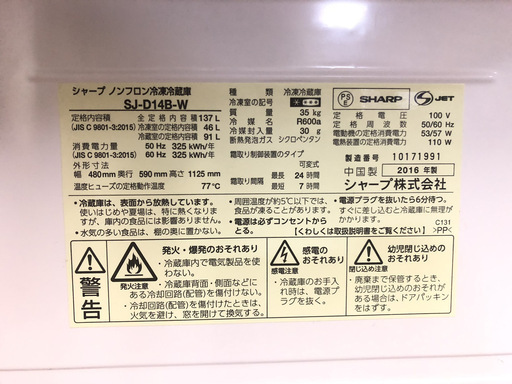 シャープ ノンフロン冷凍冷蔵庫
SJ-D14B-W
定格内容積 全定格内容積 137 L
(JIS C 9801-3:2015) 冷凍室の定格内容積 46 L
冷蔵室の定格内容積 91 L
消費電力量 50 Hz 325 kWh/年
(JIS C 9801-3:2015) 60 Hz 325 kWh/年
外形寸法
幅 480mm 奥行 590mm 高さ 1125 mm
温度ヒューズの定格動作温度 77℃
種類 冷凍冷蔵庫
冷凍室の記号
質量 35 kg
冷媒 R600a
冷媒封入量 30 g
断熱発泡ガス シクロペンタン
霜取り制御装置のタイプ
可変式
霜取り間隔 最長 24 時間
最短 7 時間
PS
E
SHARP
S-JET
定格電圧 100 V
定格周波数 50/60 Hz
電動機の定格消費電力 53/57 W
電熱装置の定格消費電力 110 W
製造番号 10171991
中国製 2016 年製
シャープ株式会社
・冷蔵庫は、表面から放熱しています。
使いはじめや夏場は、特に熱くなり
ますが、庫内の食品には影響ありません。
・水気の多い食品は、棚の奥に置かない。
(周囲温度が約5℃以下では、
食品が凍ることがあります。)
・電源は必ずコンセントから
とる。
・電源プラグを抜いたら6分待つ。
すぐに差し込むと冷蔵庫に無理が
かかり、故障の原因。
【くわしくは取扱説明書をご覧ください】
C131
>PP<
警告
発火・爆発のおそれあり
発火注意
・冷蔵庫内で電気製品を使
わない。
・冷蔵庫背面・側面などに
ある冷却回路(配管)を傷付けない。
・冷却回路(配管)を傷付けたときは、
火気を避け、窓を開けて換気する。
感電の
おそれあり
感電注意
・冷蔵庫のお手入
れ時は、電源プ
ラグを抜く。
幼児閉じ込めの
おそれあり
閉じ込め注意
・廃棄まで保管するときに、
幼児閉じ込めのおそれが
ある場合は、ドアパッキン
をはずす。